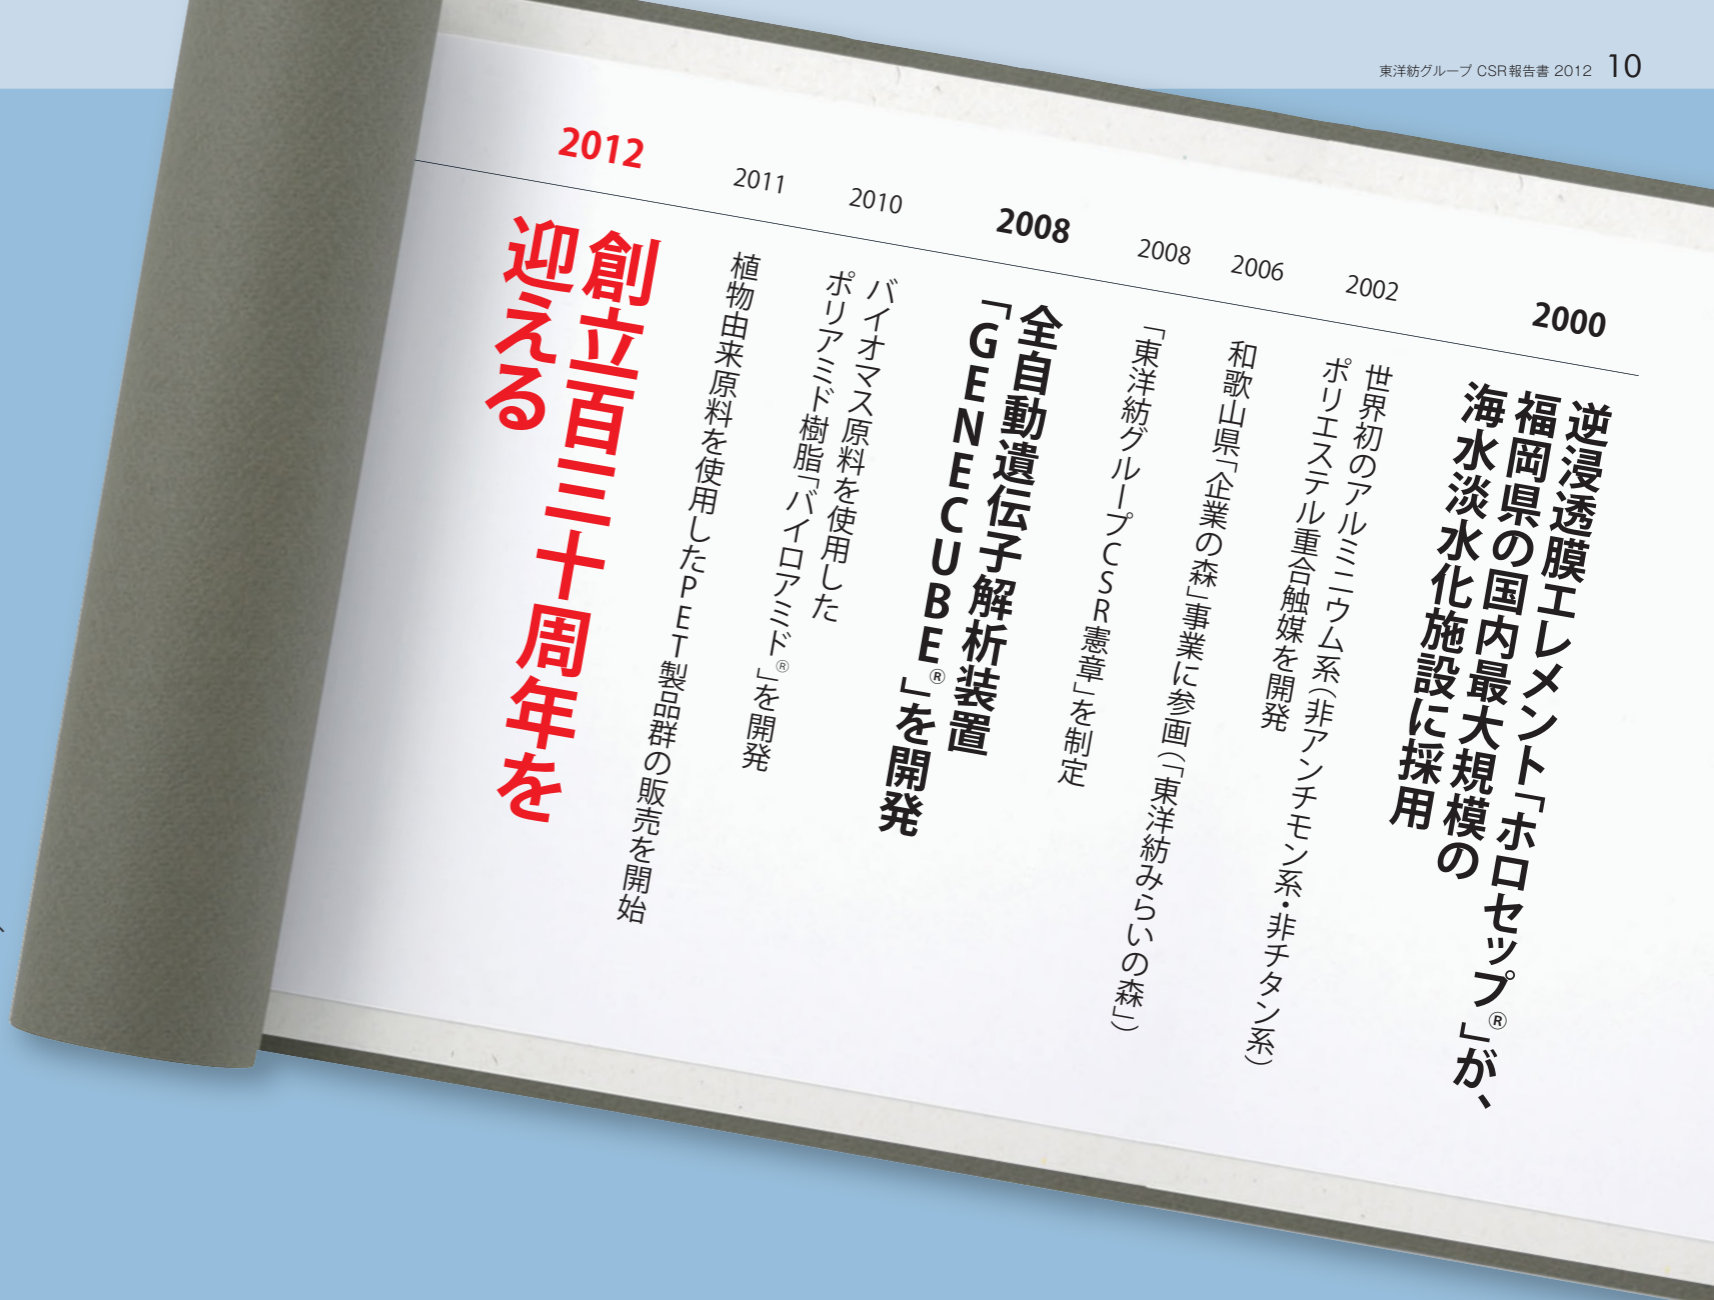 東洋紡グループ CSR報告書 2012 10
2000
逆浸透膜エレメント「ホロセップ®」が、
福岡県の国内最大規模の
海水淡水化施設に採用
2002
世界初のアルミニウム系（非アンチモン系・非チタン系）
ポリエステル重合触媒を開発
2006
和歌山県「企業の森」事業に参画（「東洋紡みらいの森」）
2008
「東洋紡グループCSR憲章」を制定
2008
全自動遺伝子解析装置
「GENECUBE®」を開発
2010
バイオマス原料を使用した
ポリアミド樹脂「バイロアミド®」を開発
2011
植物由来原料を使用したPET製品群の販売を開始
2012
創立百三十周年を
迎える